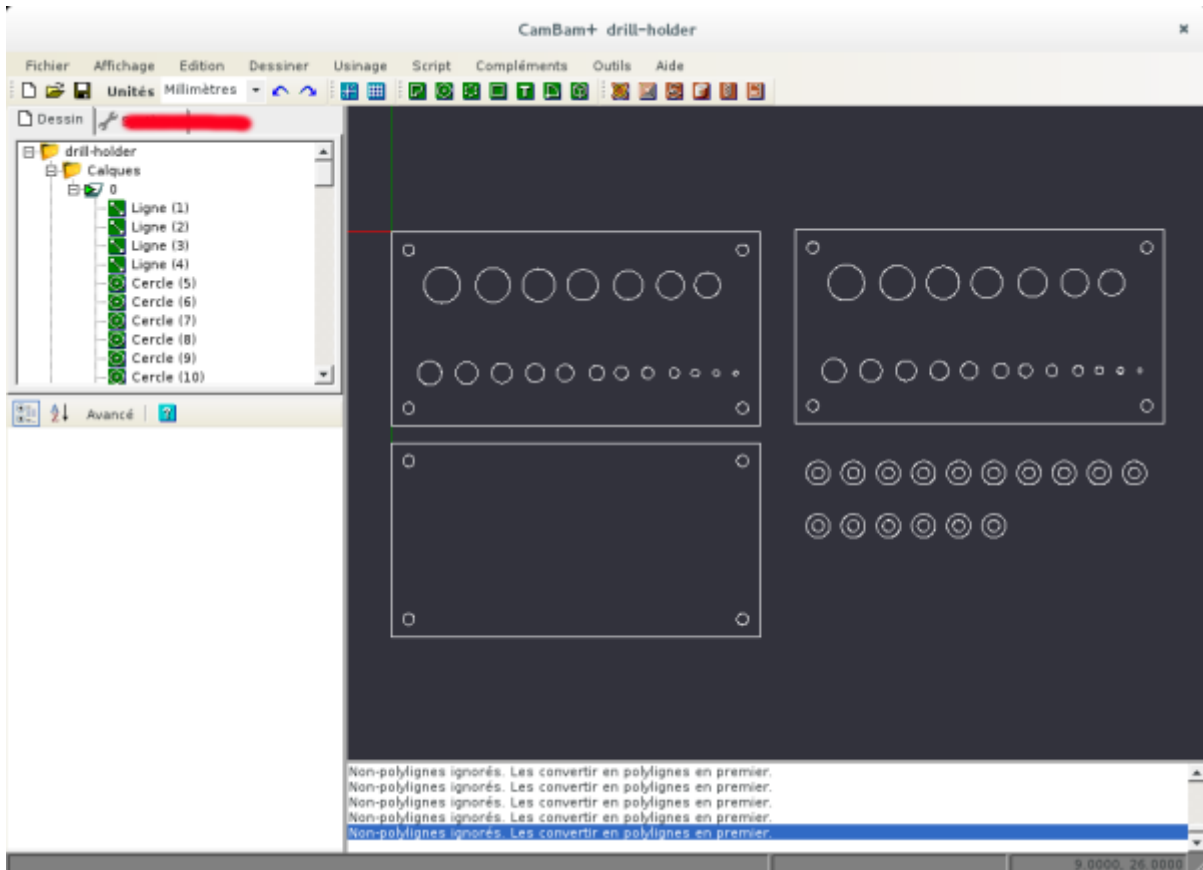 CamBam+ drill-holder
Fichier Affichage Edition Dessiner Usinage Script Compléments Outils Aide
Unités Millimètres
Dessin
drill-holder
Calques
0
Ligne (1)
Ligne (2)
Ligne (3)
Ligne (4)
Cercle (5)
Cercle (6)
Cercle (7)
Cercle (8)
Cercle (9)
Cercle (10)
Avancé
Non-polylignes ignorés. Les convertir en polylignes en premier.
Non-polylignes ignorés. Les convertir en polylignes en premier.
Non-polylignes ignorés. Les convertir en polylignes en premier.
Non-polylignes ignorés. Les convertir en polylignes en premier.
Non-polylignes ignorés. Les convertir en polylignes en premier.
9.0000, 26.0000